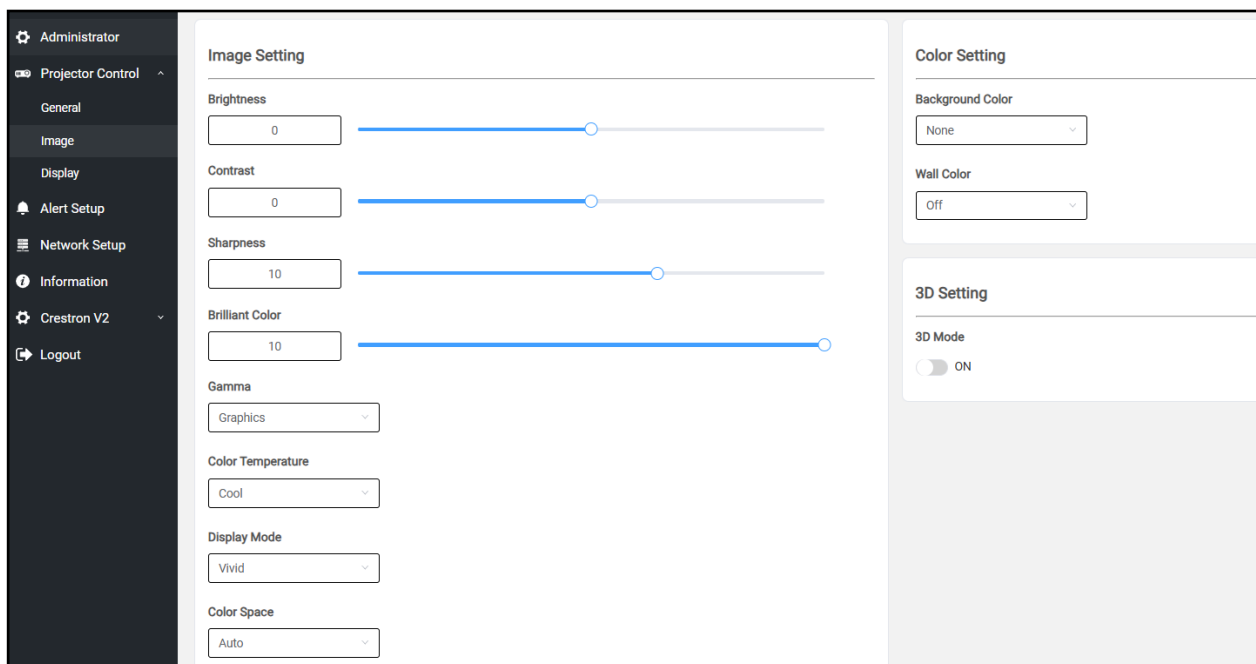 Administrator
Projector Control
General
Image
Display
Alert Setup
Network Setup
Information
Crestron V2
Logout
Image Setting
Brightness
0
Contrast
0
Sharpness
10
Brilliant Color
10
Gamma
Graphics
Color Temperature
Cool
Display Mode
Vivid
Color Space
Auto
Color Setting
Background Color
None
Wall Color
Off
3D Setting
3D Mode
ON